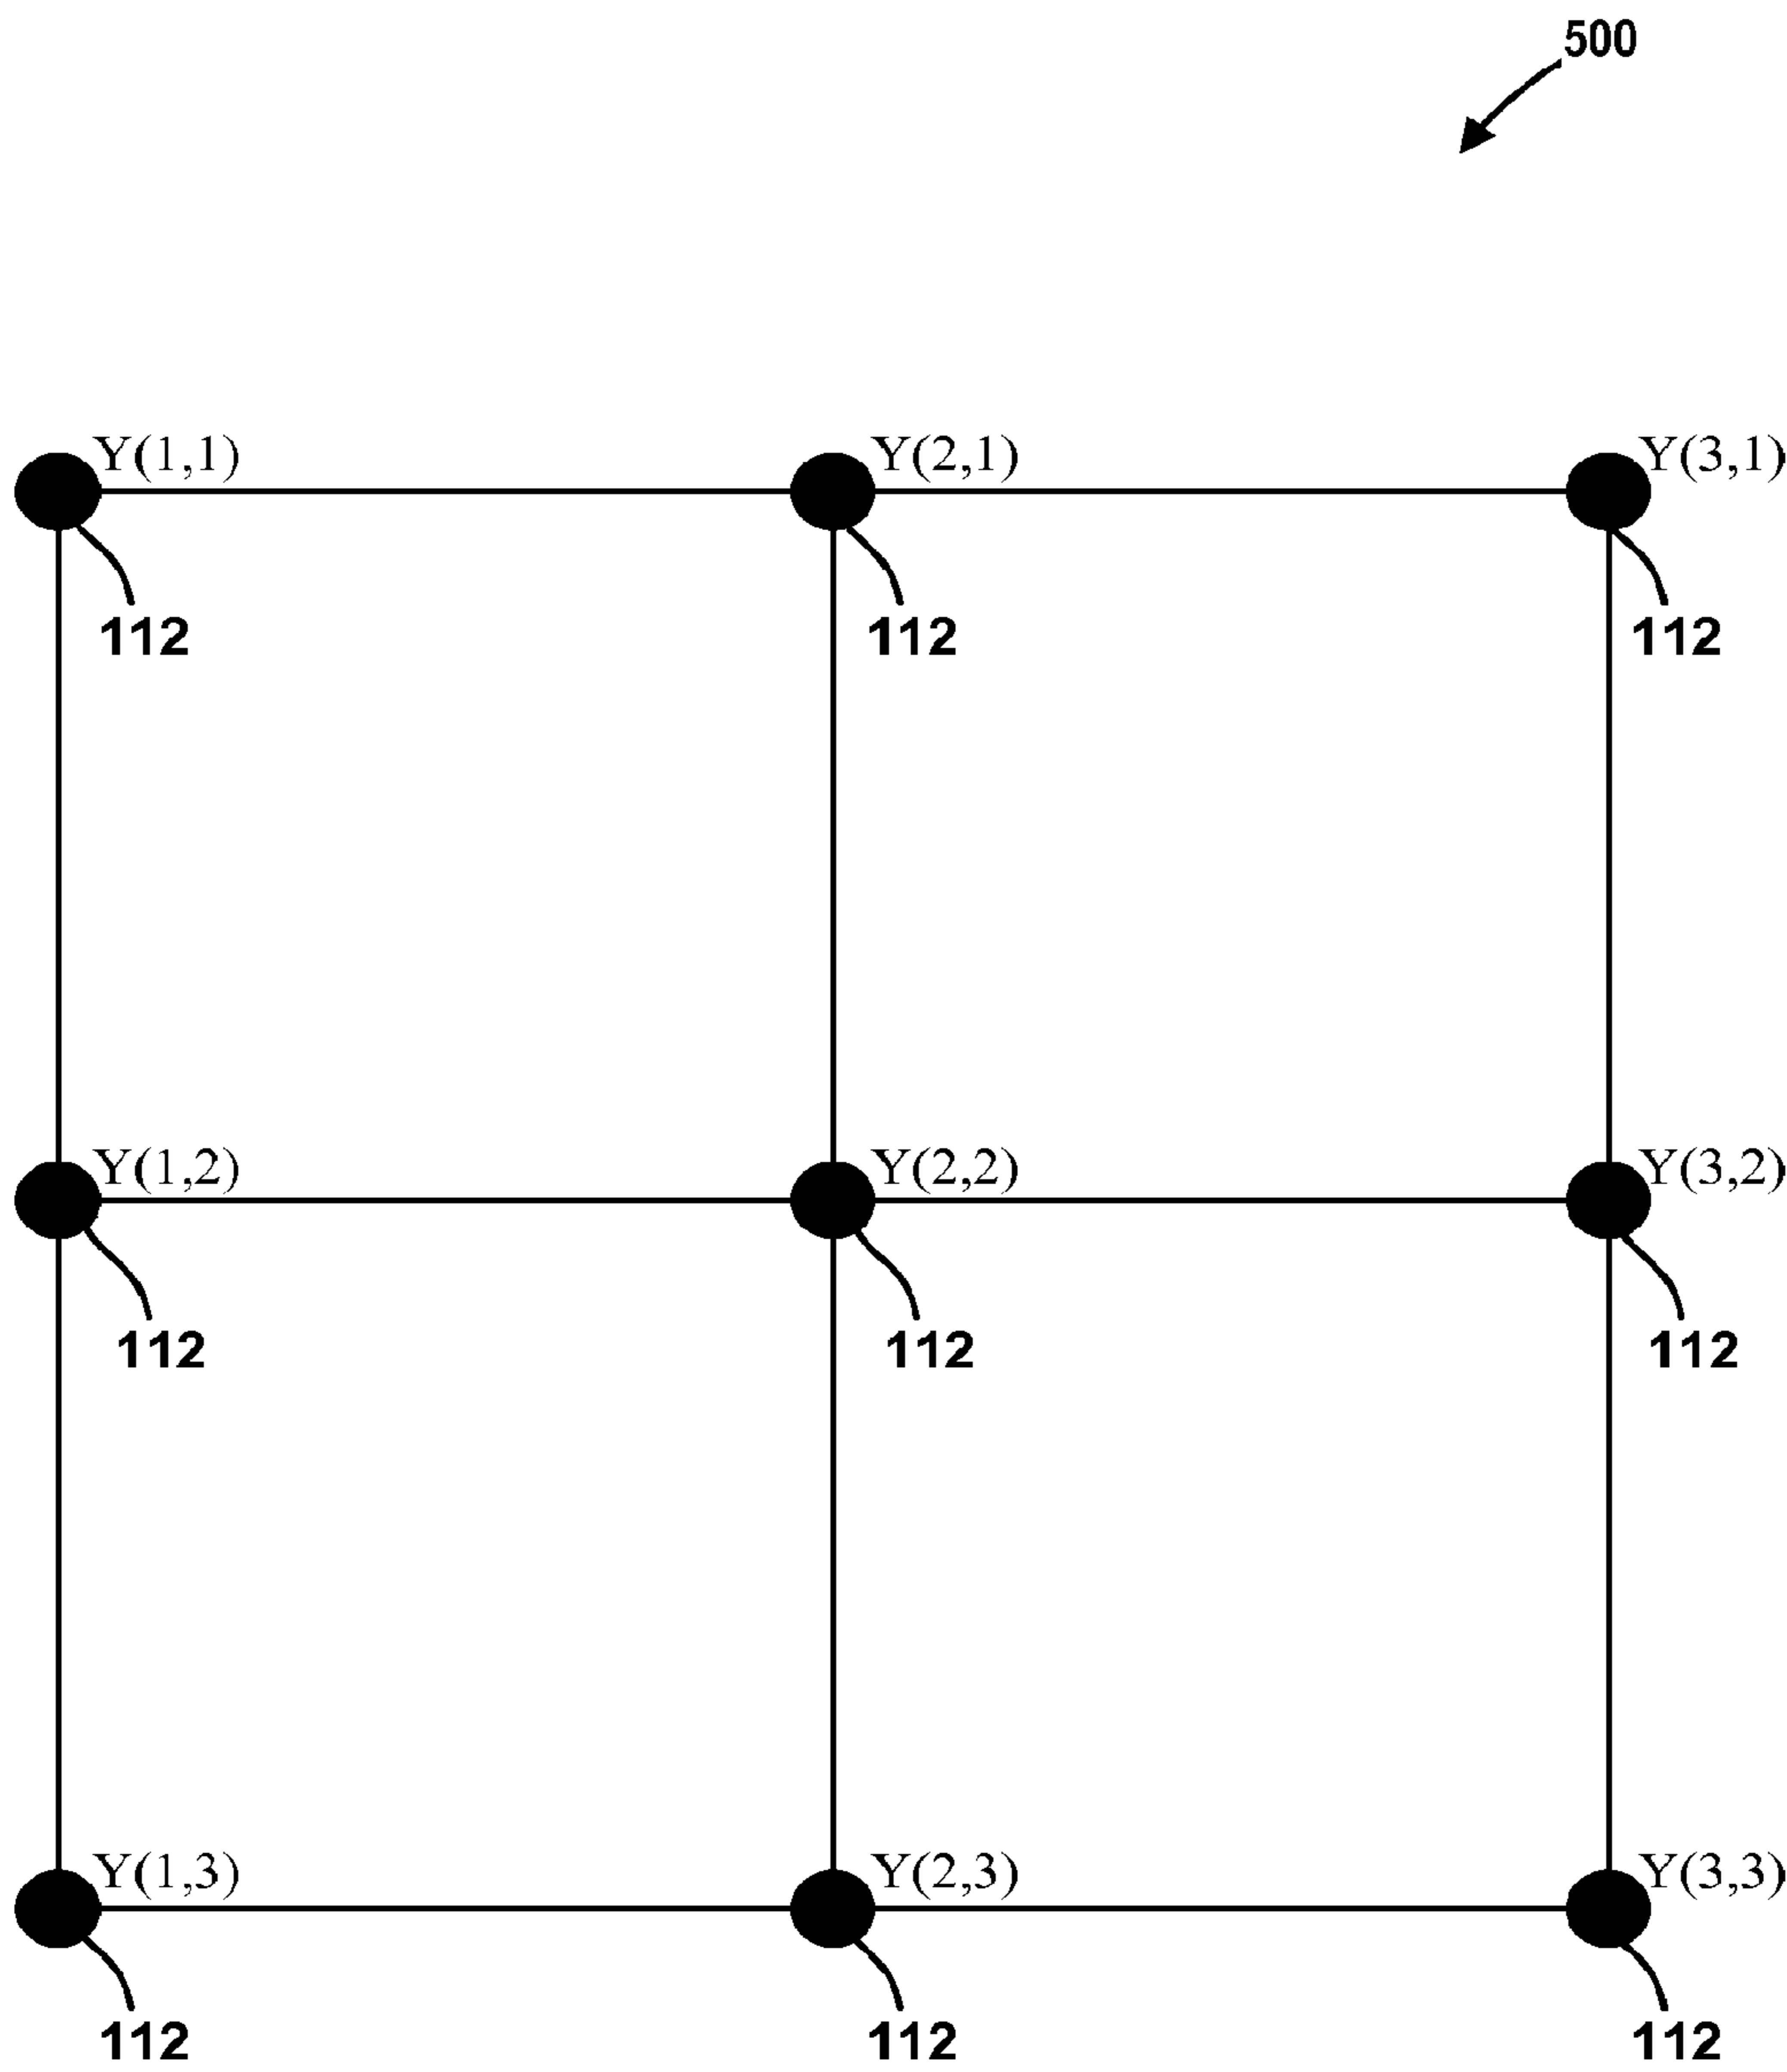 500
Y(1,1) Y(2,1) Y(3,1)
112 112 112
Y(1,2) Y(2,2) Y(3,2)
112 112 112
Y(1,3) Y(2,3) Y(3,3)
112 112 112